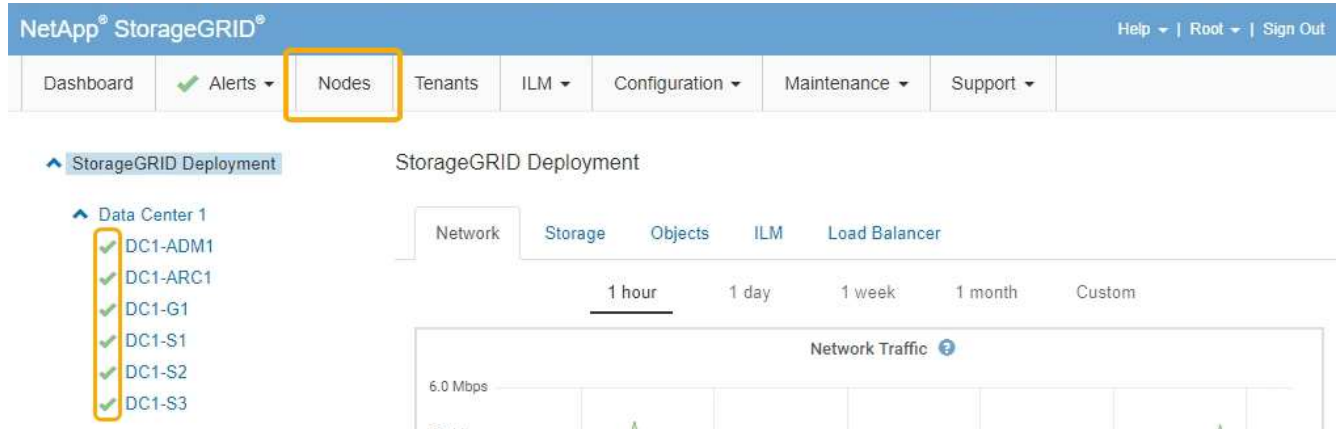 NetApp® StorageGRID®
Help | Root | Sign Out
Dashboard Alerts Nodes Tenants ILM Configuration Maintenance Support
StorageGRID Deployment
StorageGRID Deployment
Data Center 1
Network Storage Objects ILM Load Balancer
DC1-ADM1
DC1-ARC1
1 hour 1 day 1 week 1 month Custom
DC1-G1
DC1-S1
Network Traffic
DC1-S2
6.0 Mbps
DC1-S3